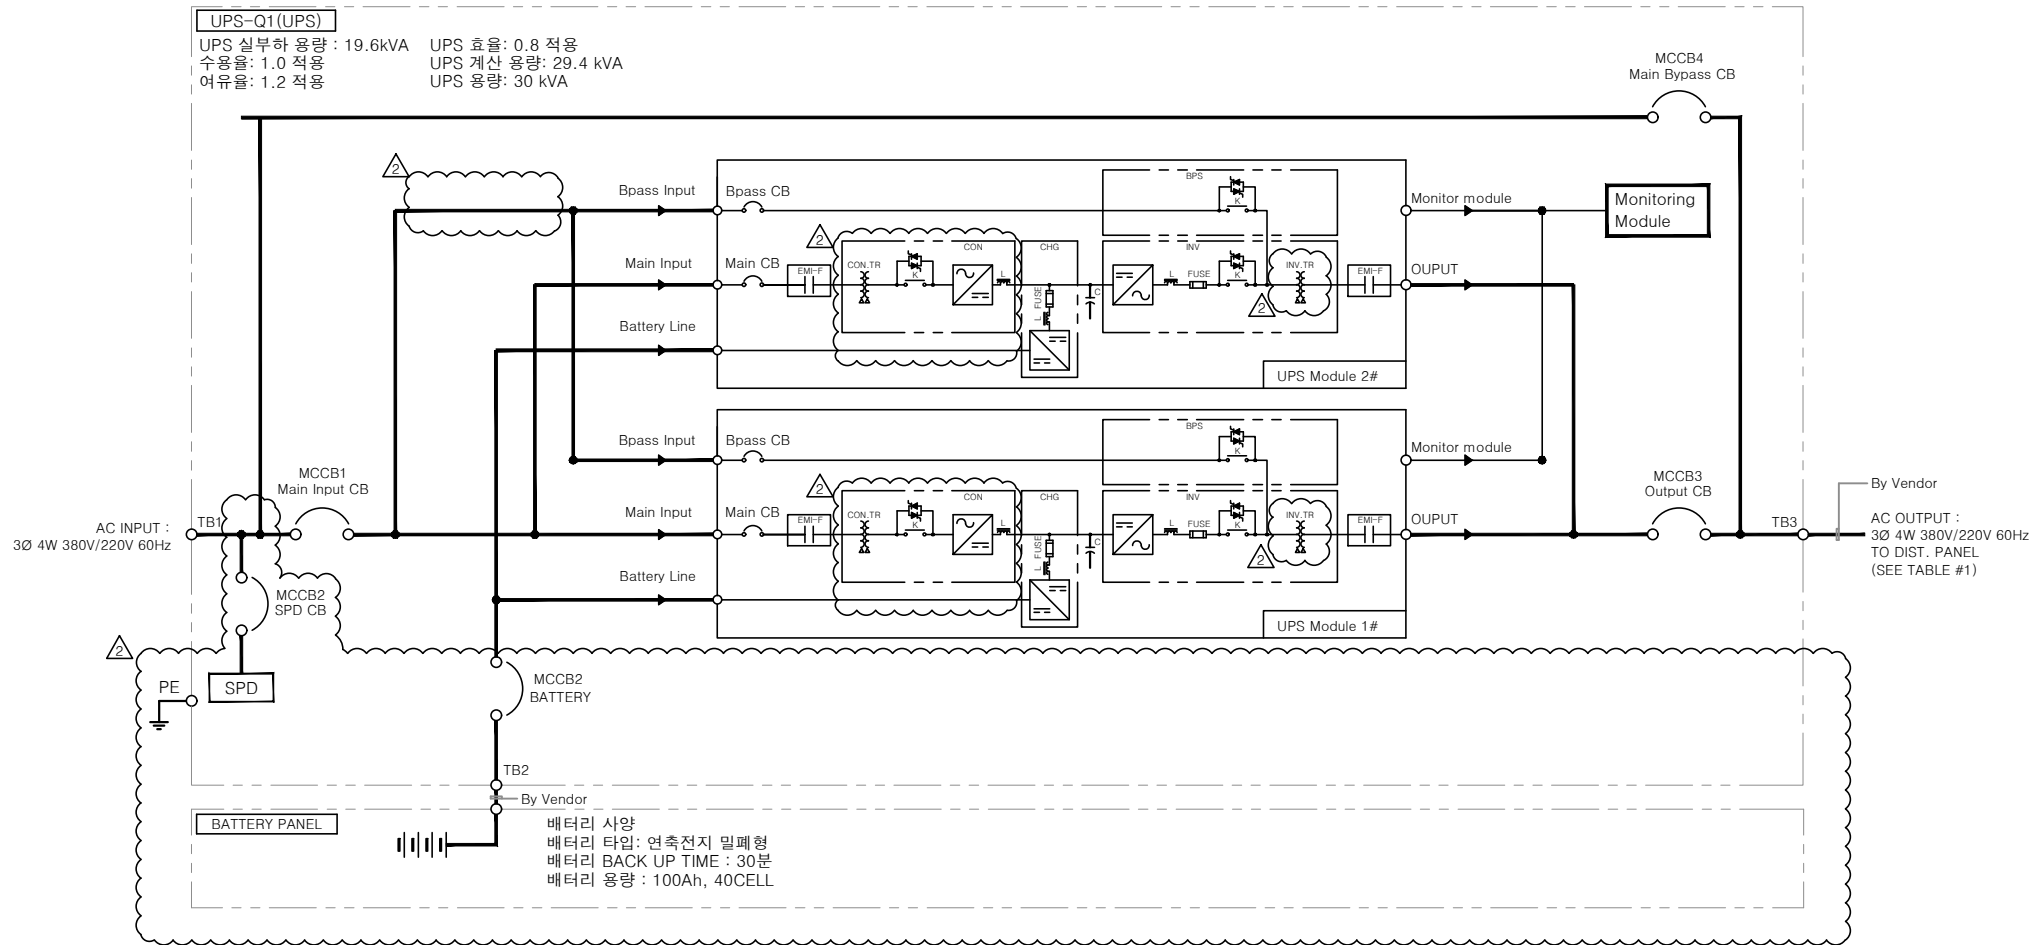 UPS-Q1(UPS)
UPS 실부하 용량 : 19.6kVA UPS 효율: 0.8 적용
수용율: 1.0 적용 UPS 계산 용량: 29.4 kVA
여유율: 1.2 적용 UPS 용량: 30 kVA
MCCB4
Main Bypass CB
2
Bpass Input
Bpass CB
BPS
K
Monitor module
Monitoring
Module
2
Main Input
Main CB
EMI-F
CON.TR
K
CON
L
CHG
FUSE
L
C
INV
L
FUSE
K
INV.TR
2
EMI-F
OUPUT
Battery Line
UPS Module 2#
Bpass Input
Bpass CB
BPS
K
Monitor module
MCCB1
Main Input CB
2
Main Input
Main CB
EMI-F
CON.TR
K
CON
L
CHG
FUSE
L
C
INV
L
FUSE
K
INV.TR
2
EMI-F
OUPUT
MCCB3
Output CB
By Vendor
AC INPUT :
3Ø 4W 380V/220V 60Hz
TB1
TB3
AC OUTPUT :
3Ø 4W 380V/220V 60Hz
TO DIST. PANEL
(SEE TABLE #1)
Battery Line
MCCB2
SPD CB
UPS Module 1#
2
PE
SPD
MCCB2
BATTERY
TB2
By Vendor
BATTERY PANEL
배터리 사양
배터리 타입: 연축전지 밀폐형
배터리 BACK UP TIME : 30분
배터리 용량 : 100Ah, 40CELL